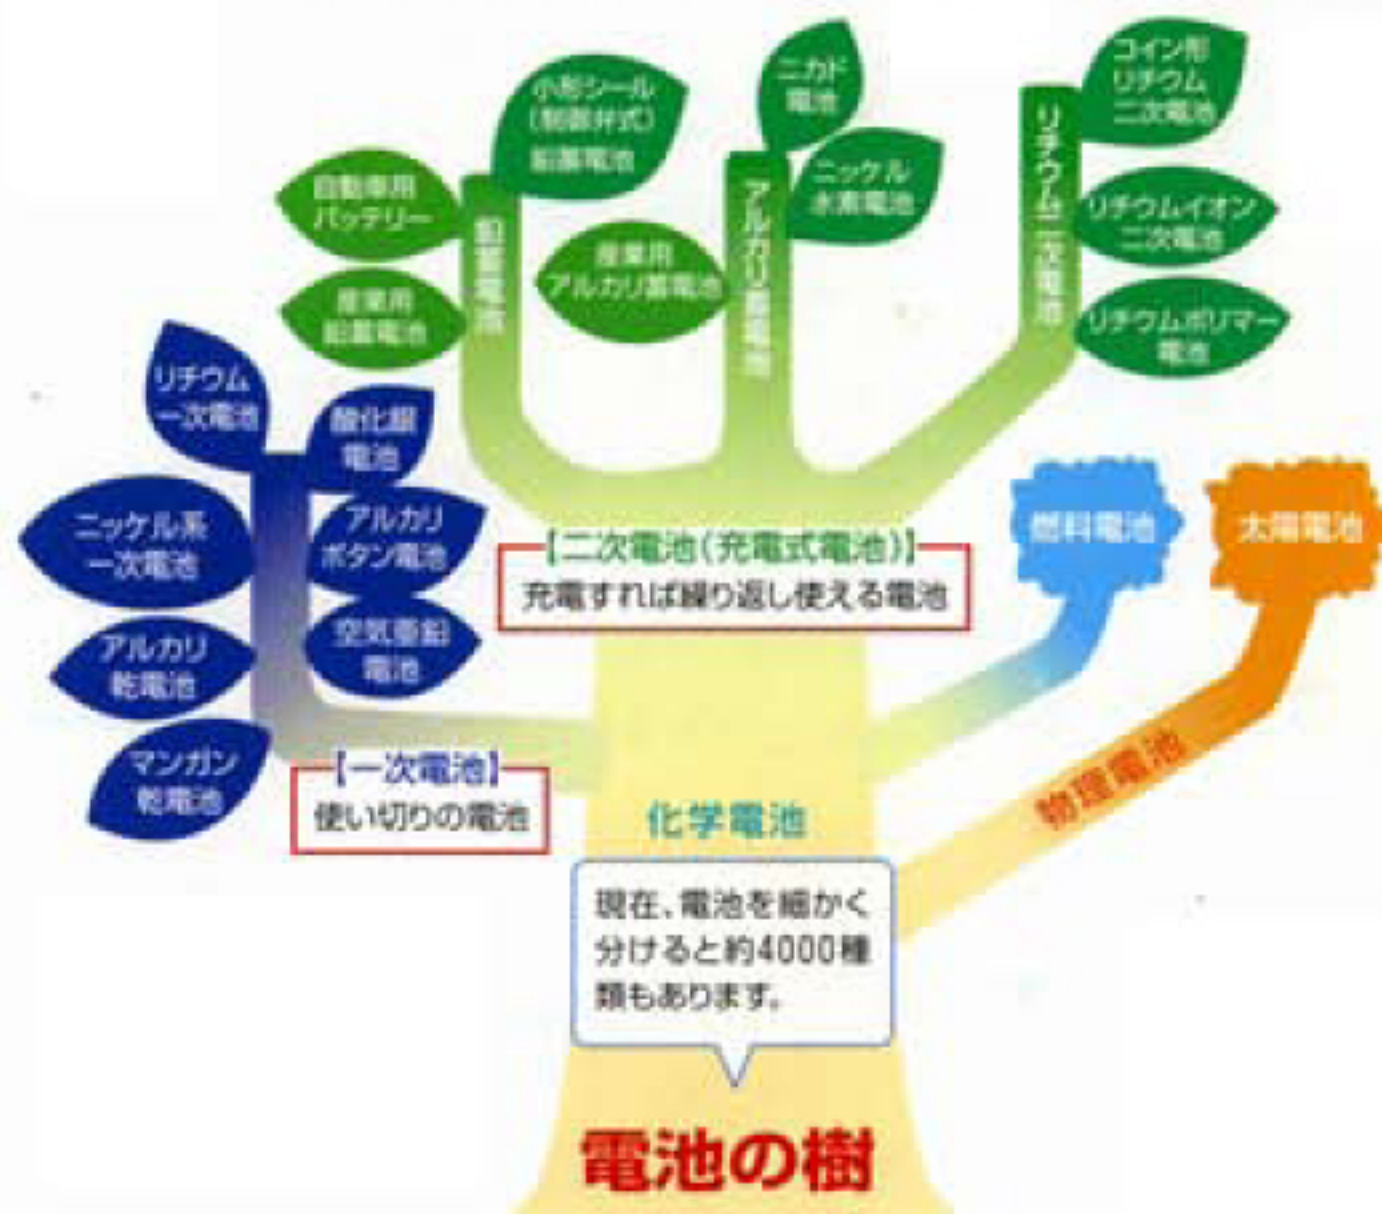 コイン形
リチウム
二次電池
ニカド
電池
小形シール
(制御弁式)
鉛蓄電池
ニッケル
水素電池
自動車用
バッテリー
リチウム二次電池
アルカリ蓄電池
鉛蓄電池
リチウムイオン
二次電池
産業用
アルカリ蓄電池
産業用
鉛蓄電池
リチウムポリマー
電池
リチウム
一次電池
酸化銀
電池
ニッケル系
一次電池
アルカリ
ボタン電池
燃料電池
太陽電池
【二次電池(充電式電池)】
充電すれば繰り返し使える電池
アルカリ
乾電池
空気亜鉛
電池
マンガン
乾電池
【一次電池】
使い切りの電池
物理電池
化学電池
現在、電池を細かく
分けると約4000種
類もあります。
電池の樹